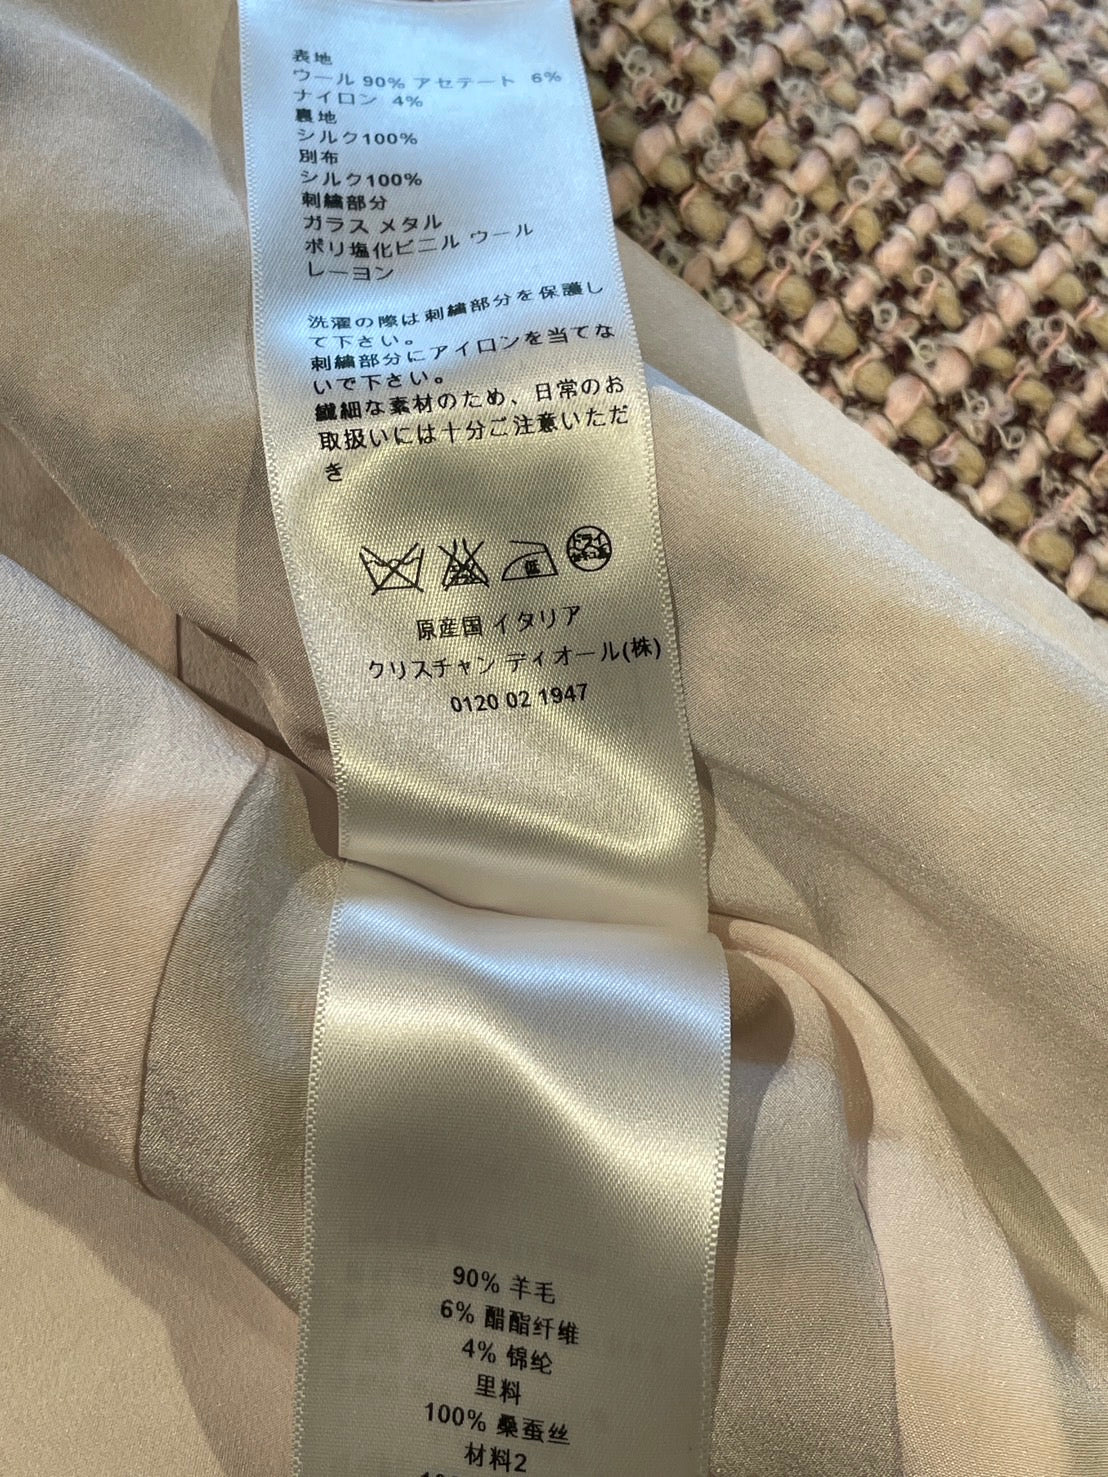 表地
ウール 90% アセテート 6%
ナイロン 4%
裏地
シルク100%
別布
シルク100%
刺繍部分
ガラス メタル
ポリ塩化ビニル ウール
レーヨン
洗濯の際は刺繍部分を保護し
て下さい。
刺繍部分にアイロンを当てな
いで下さい。
繊細な素材のため、日常のお
取扱いには十分ご注意いただ
き
低 ドライ
原産国 イタリア
クリスチャン ディオール(株)
0120 02 1947
90% 羊毛
6% 醋酯纤维
4% 锦纶
里料
100% 桑蚕丝
材料2